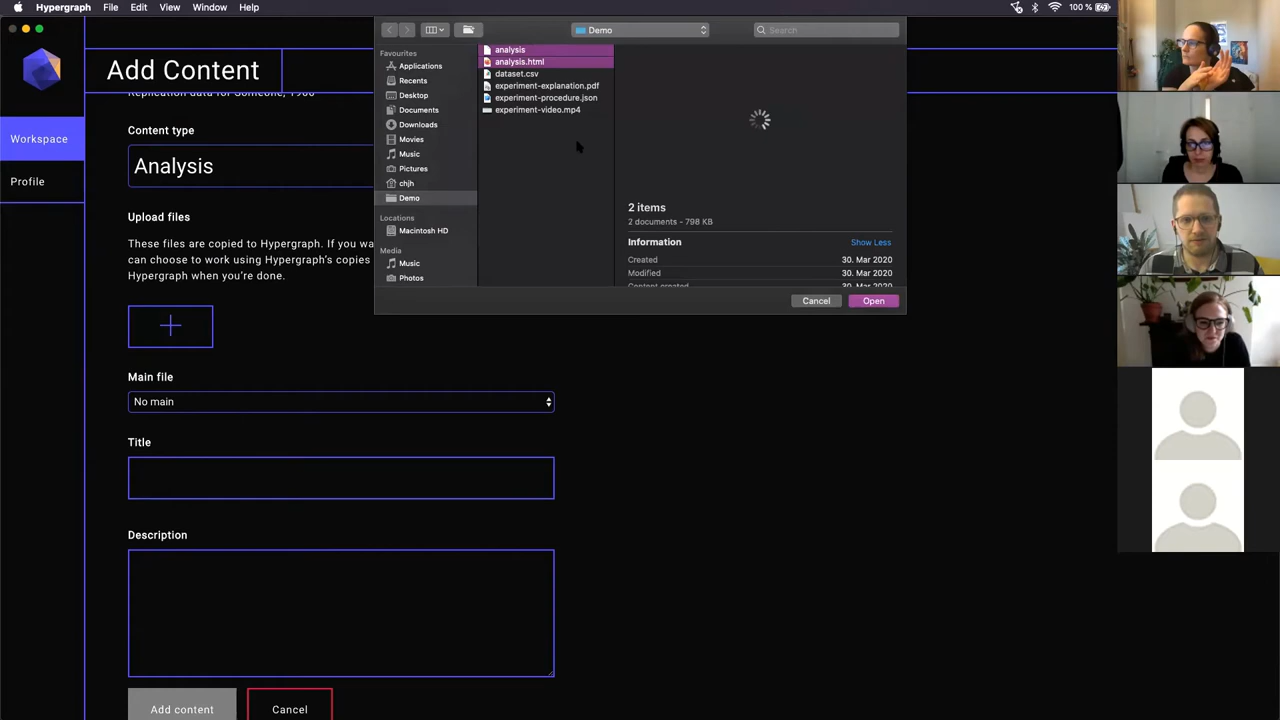 Hypergraph File Edit View Window Help
100 %
Add Content
Workspace
Profile
Content type
Analysis
Upload files
These files are copied to Hypergraph. If you wa
can choose to work using Hypergraph's copies
Hypergraph when you're done.
Main file
No main
Title
Description
Add content
Cancel
Demo
Search
Favourites
Applications
Recents
Desktop
Documents
Downloads
Movies
Music
Pictures
chjh
Demo
Locations
Macintosh HD
Media
Music
Photos
analysis
analysis.html
dataset.csv
experiment-explanation.pdf
experiment-procedure.json
experiment-video.mp4
2 items
2 documents - 798 KB
Information Show Less
Created 30. Mar 2020
Modified 30. Mar 2020
Content created
Cancel Open